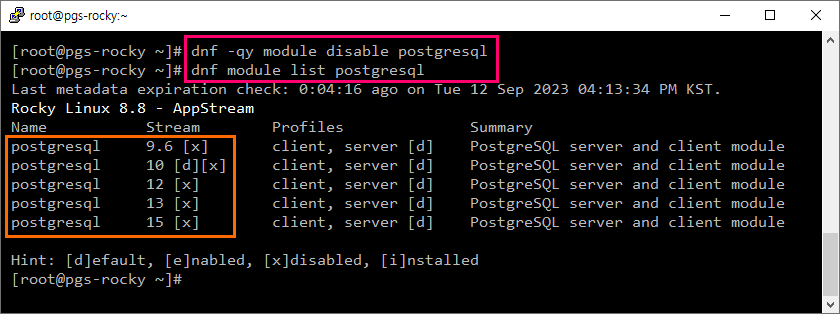 root@pgs-rocky:~
[root@pgs-rocky ~]# dnf -qy module disable postgresql
[root@pgs-rocky ~]# dnf module list postgresql
Last metadata expiration check: 0:04:16 ago on Tue 12 Sep 2023 04:13:34 PM KST.
Rocky Linux 8.8 - AppStream
Name Stream Profiles Summary
postgresql 9.6 [x] client, server [d] PostgreSQL server and client module
postgresql 10 [d][x] client, server [d] PostgreSQL server and client module
postgresql 12 [x] client, server [d] PostgreSQL server and client module
postgresql 13 [x] client, server [d] PostgreSQL server and client module
postgresql 15 [x] client, server [d] PostgreSQL server and client module
Hint: [d]efault, [e]nabled, [x]disabled, [i]nstalled
[root@pgs-rocky ~]#